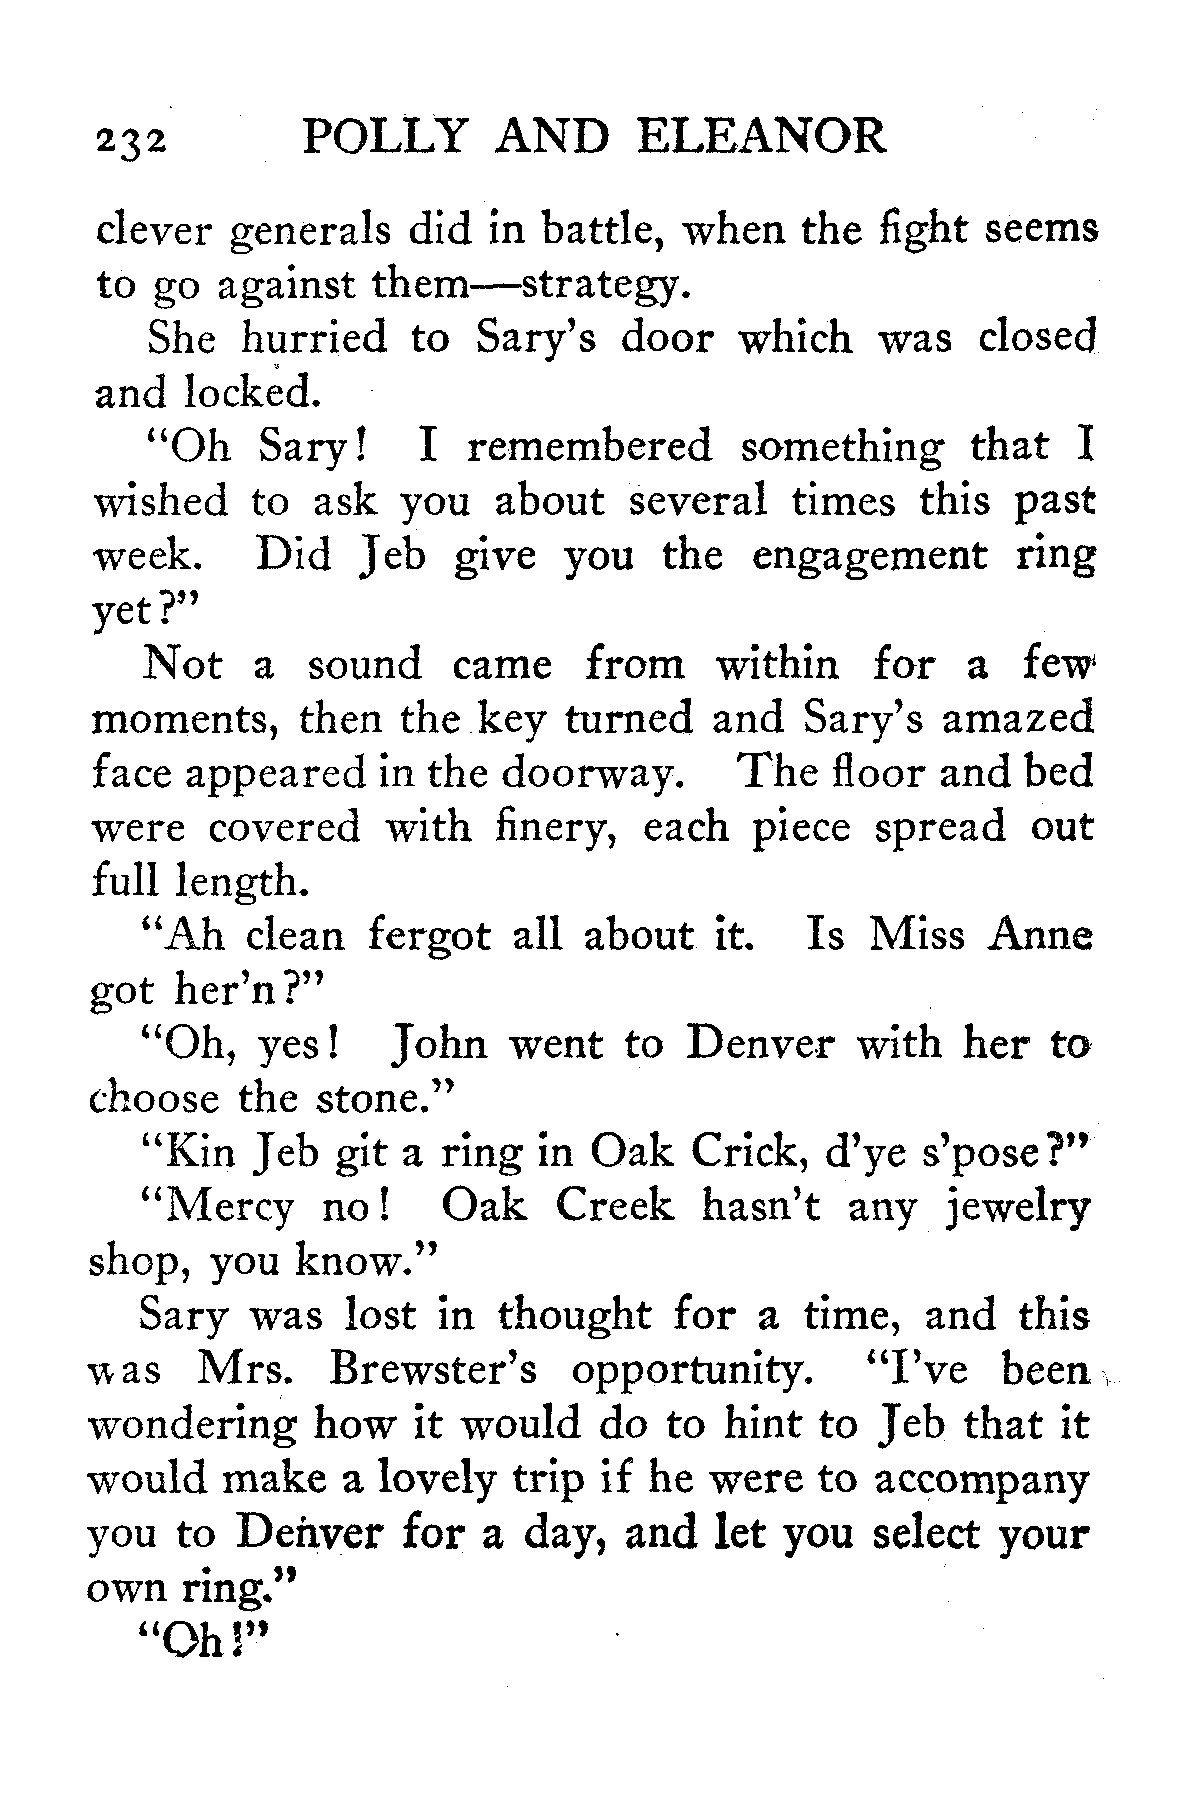 232 POLLY AND ELEANOR
clever generals did in battle, when the fight seems
to go against them—strategy.
She hurried to Sary's door which was closed
and locked.
"Oh Sary! I remembered something that I
wished to ask you about several times this past
week. Did Jeb give you the engagement ring
yet?"
Not a sound came from within for a few
moments, then the key turned and Sary's amazed
face appeared in the doorway. The floor and bed
were covered with finery, each piece spread out
full length.
"Ah clean fergot all about it. Is Miss Anne
got her'n?"
"Oh, yes! John went to Denver with her to
choose the stone."
"Kin Jeb git a ring in Oak Crick, d'ye s'pose?"
"Mercy no! Oak Creek hasn't any jewelry
shop, you know."
Sary was lost in thought for a time, and this
was Mrs. Brewster's opportunity. "I've been
wondering how it would do to hint to Jeb that it
would make a lovely trip if he were to accompany
you to Denver for a day, and let you select your
own ring."
"Oh!"